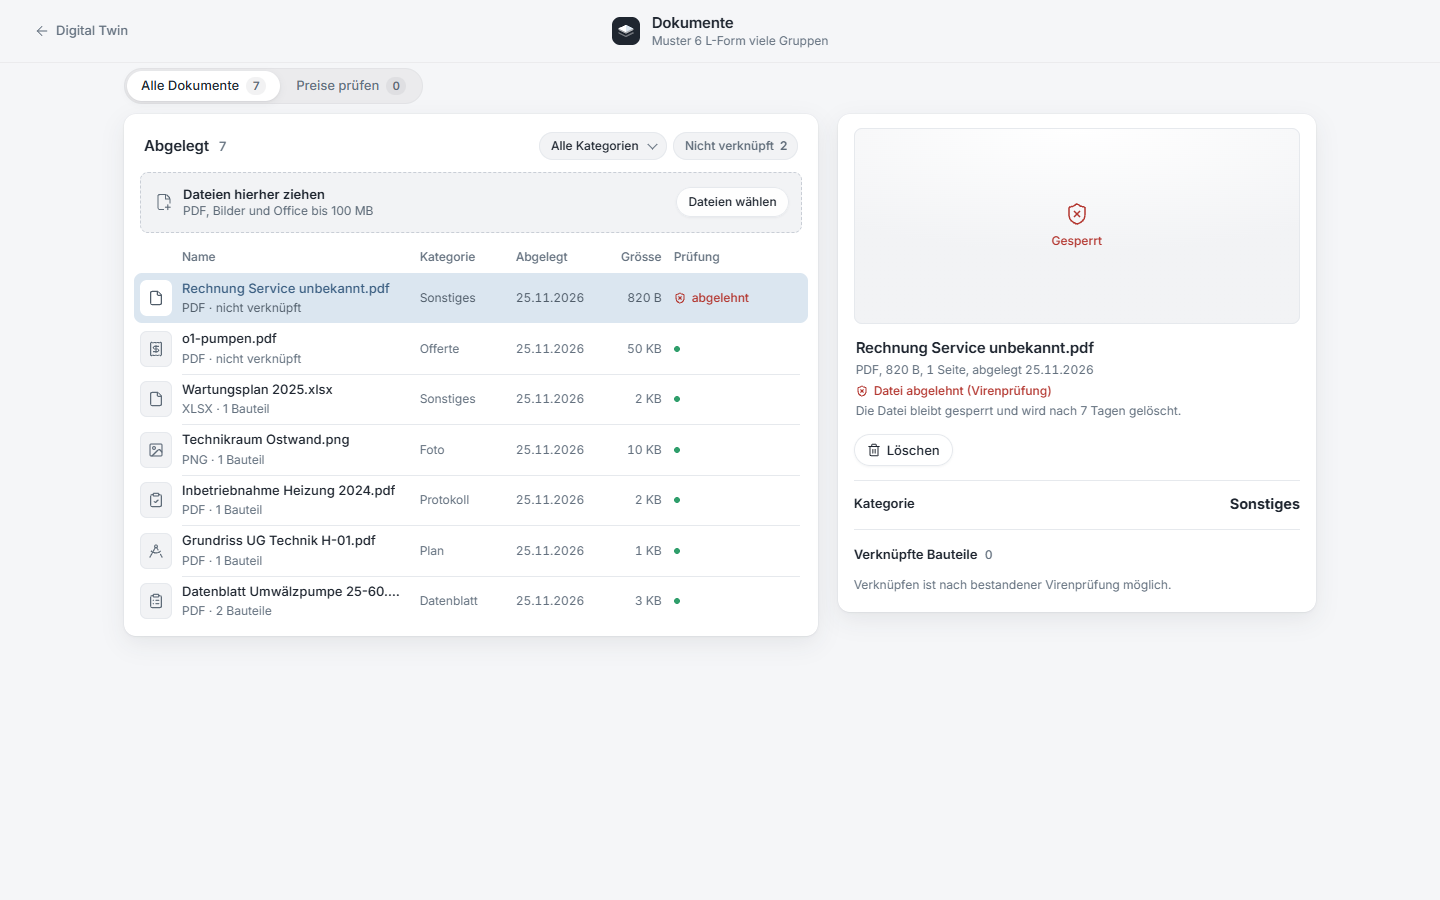 Digital Twin
Dokumente
Muster 6 L-Form viele Gruppen
Alle Dokumente 7
Preise prüfen 0
Abgelegt 7
Alle Kategorien
Nicht verknüpft 2
Dateien hierher ziehen
PDF, Bilder und Office bis 100 MB
Dateien wählen
Name Kategorie Abgelegt Grösse Prüfung
Rechnung Service unbekannt.pdf
PDF · nicht verknüpft
Sonstiges 25.11.2026 820 B abgelehnt
o1-pumpen.pdf
PDF · nicht verknüpft
Offerte 25.11.2026 50 KB
Wartungsplan 2025.xlsx
XLSX · 1 Bauteil
Sonstiges 25.11.2026 2 KB
Technikraum Ostwand.png
PNG · 1 Bauteil
Foto 25.11.2026 10 KB
Inbetriebnahme Heizung 2024.pdf
PDF · 1 Bauteil
Protokoll 25.11.2026 2 KB
Grundriss UG Technik H-01.pdf
PDF · 1 Bauteil
Plan 25.11.2026 1 KB
Datenblatt Umwälzpumpe 25-60....
PDF · 2 Bauteile
Datenblatt 25.11.2026 3 KB
Gesperrt
Rechnung Service unbekannt.pdf
PDF, 820 B, 1 Seite, abgelegt 25.11.2026
Datei abgelehnt (Virenprüfung)
Die Datei bleibt gesperrt und wird nach 7 Tagen gelöscht.
Löschen
Kategorie Sonstiges
Verknüpfte Bauteile 0
Verknüpfen ist nach bestandener Virenprüfung möglich.